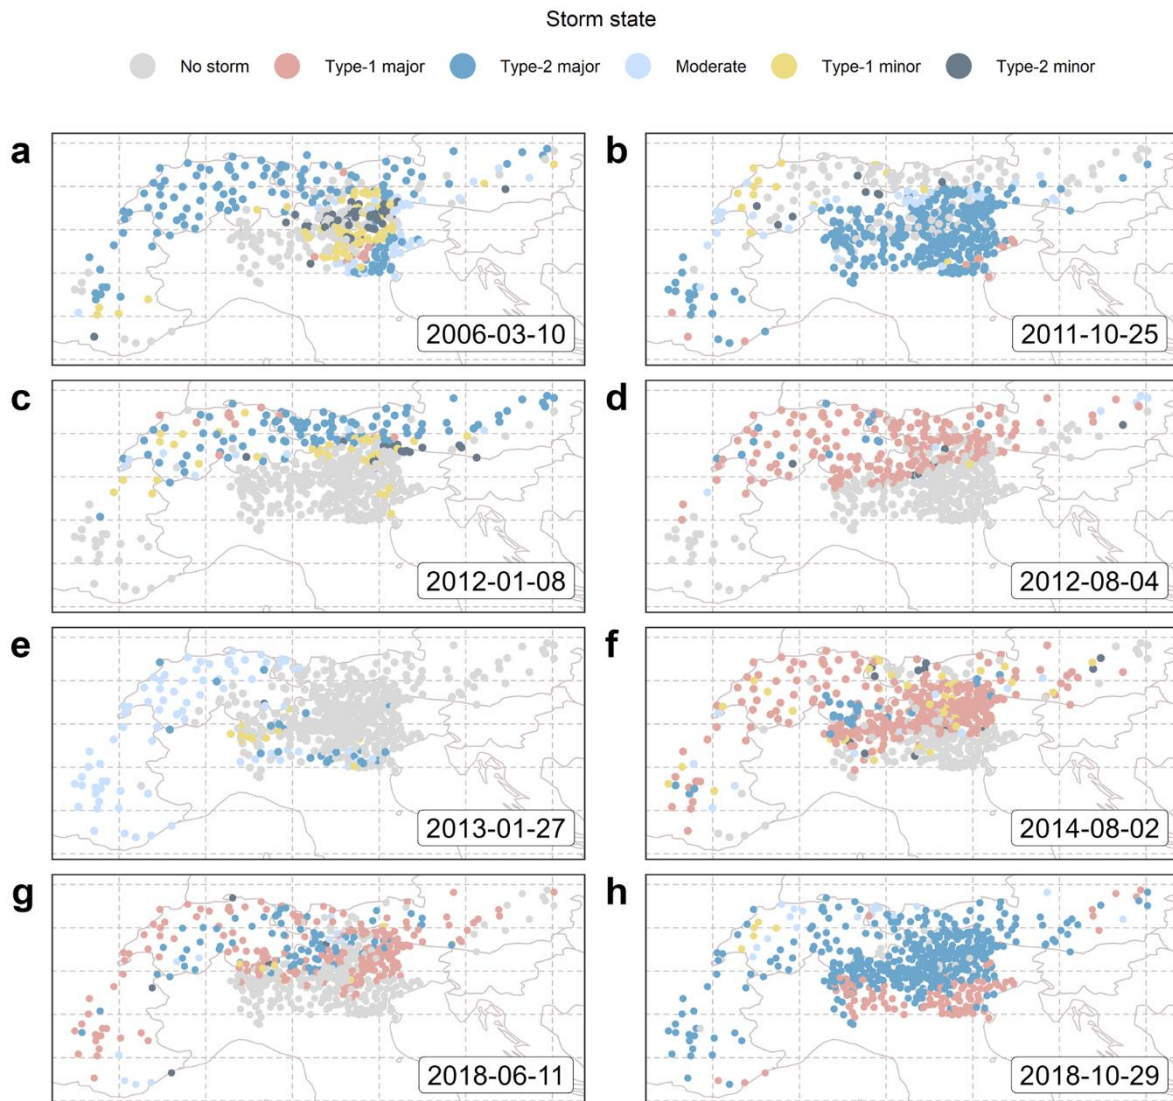 Storm state
No storm Type-1 major Type-2 major Moderate Type-1 minor Type-2 minor
a b
2006-03-10 2011-10-25
c d
2012-01-08 2012-08-04
e f
2013-01-27 2014-08-02
g h
2018-06-11 2018-10-29